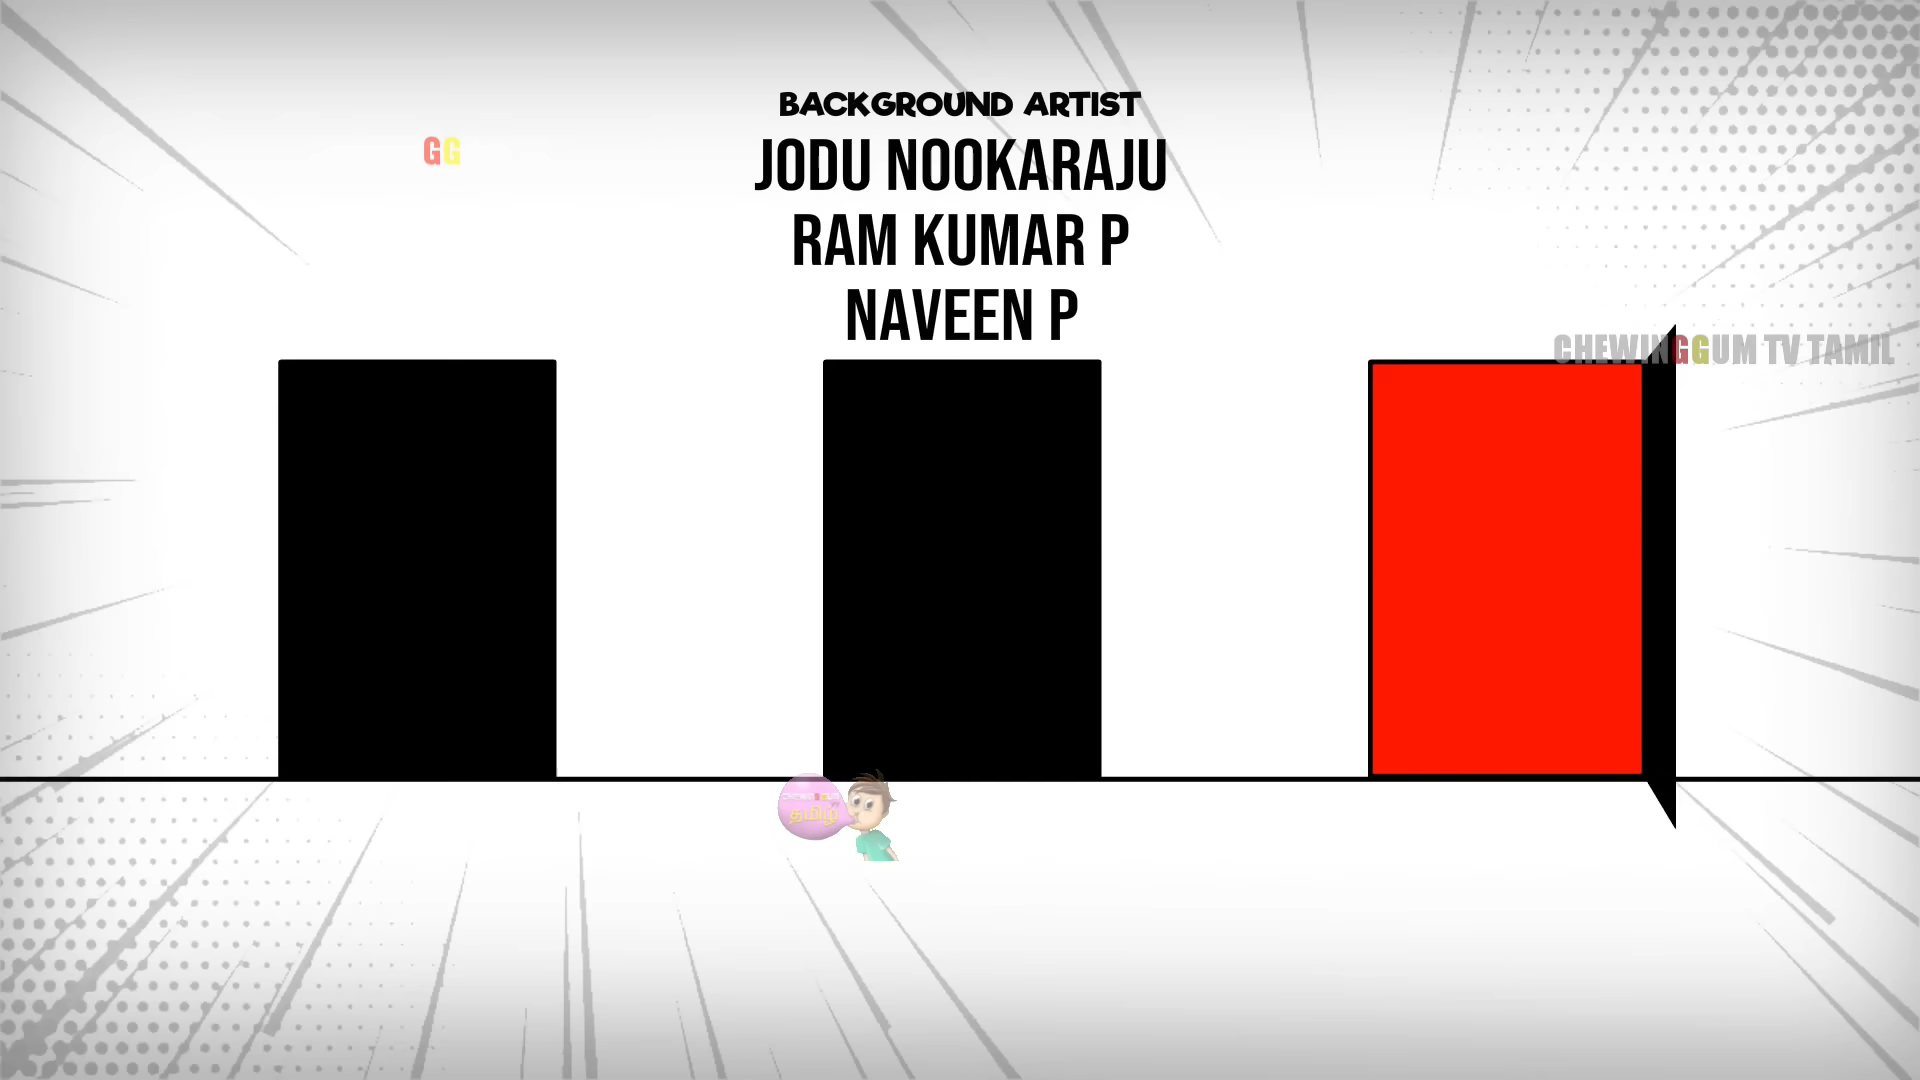 BACKGROUND ARTIST
GG
JODU NOOKARAJU
RAM KUMAR P
NAVEEN P
CHEWINGGUM TV TAMIL
தமிழ்